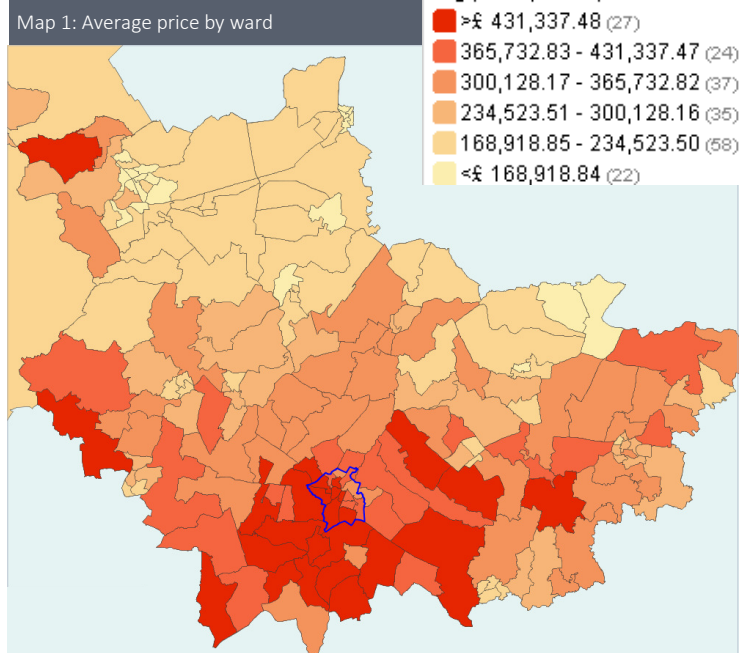 Map 1: Average price by ward
>£ 431,337.48 (27)
365,732.83 - 431,337.47 (24)
300,128.17 - 365,732.82 (37)
234,523.51 - 300,128.16 (35)
168,918.85 - 234,523.50 (58)
<£ 168,918.84 (22)